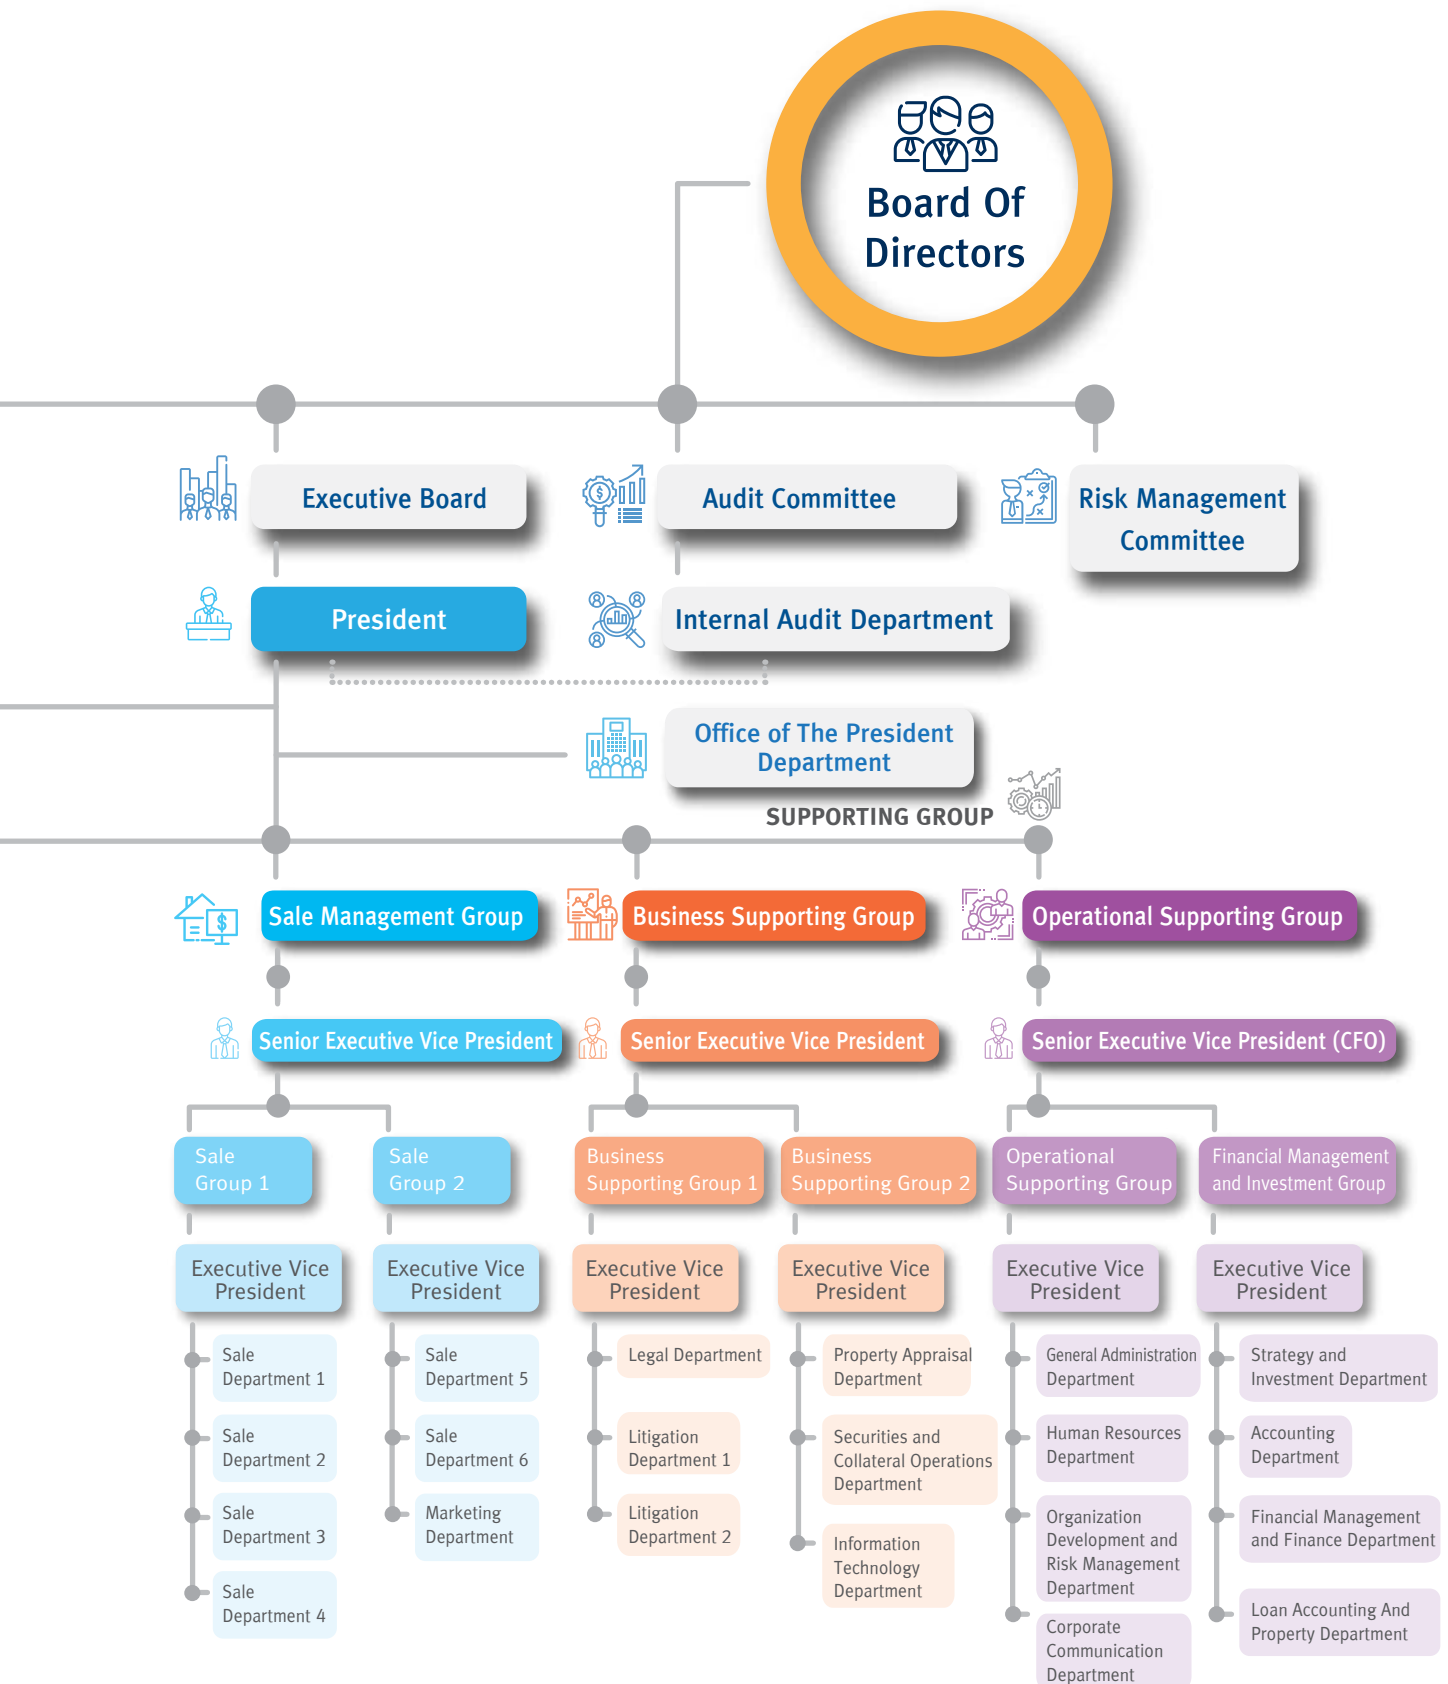 Board Of
Directors
Executive Board
Audit Committee
Risk Management
Committee
President
Internal Audit Department
Office of The President
Department
SUPPORTING GROUP
Sale Management Group
Business Supporting Group
Operational Supporting Group
Senior Executive Vice President
Senior Executive Vice President
Senior Executive Vice President (CFO)
Sale
Group 1
Sale
Group 2
Business
Supporting Group 1
Business
Supporting Group 2
Operational
Supporting Group
Financial Management
and Investment Group
Executive Vice
President
Executive Vice
President
Executive Vice
President
Executive Vice
President
Executive Vice
President
Executive Vice
President
Sale
Department 1
Sale
Department 2
Sale
Department 3
Sale
Department 4
Sale
Department 5
Sale
Department 6
Marketing
Department
Legal Department
Litigation
Department 1
Litigation
Department 2
Property Appraisal
Department
Securities and
Collateral Operations
Department
Information
Technology
Department
General Administration
Department
Human Resources
Department
Organization
Development and
Risk Management
Department
Corporate
Communication
Department
Strategy and
Investment Department
Accounting
Department
Financial Management
and Finance Department
Loan Accounting And
Property Department